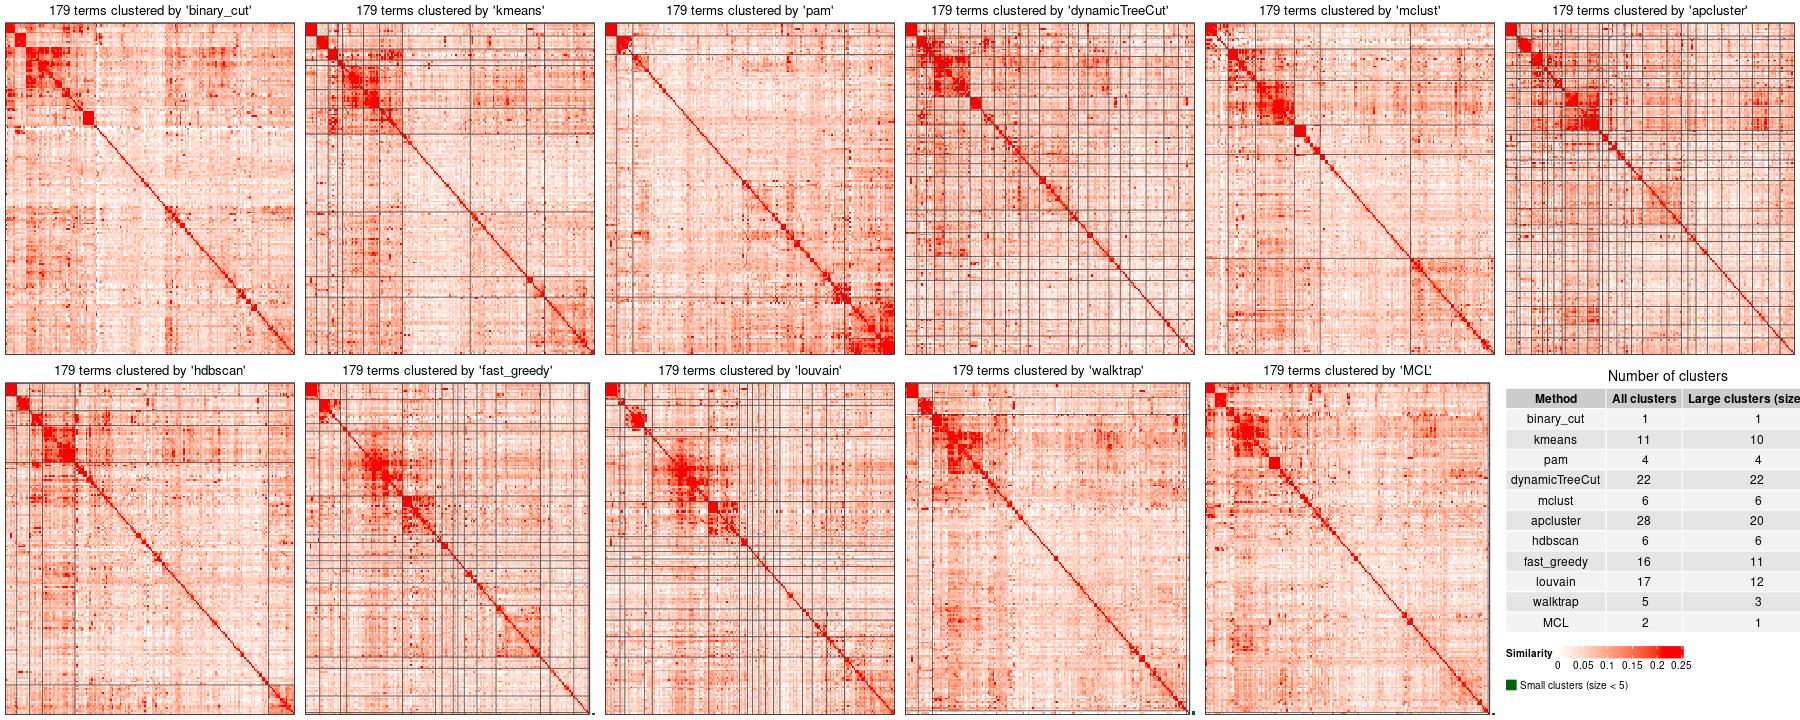 179 terms clustered by 'binary_cut'
179 terms clustered by 'kmeans'
179 terms clustered by 'pam'
179 terms clustered by 'dynamicTreeCut'
179 terms clustered by 'mclust'
179 terms clustered by 'apcluster'
179 terms clustered by 'hdbscan'
179 terms clustered by 'fast_greedy'
179 terms clustered by 'louvain'
179 terms clustered by 'walktrap'
179 terms clustered by 'MCL'
Number of clusters
Method All clusters Large clusters (size
binary_cut 1 1
kmeans 11 10
pam 4 4
dynamicTreeCut 22 22
mclust 6 6
apcluster 28 20
hdbscan 6 6
fast_greedy 16 11
louvain 17 12
walktrap 5 3
MCL 2 1
Similarity
0 0.05 0.1 0.15 0.2 0.25
Small clusters (size < 5)